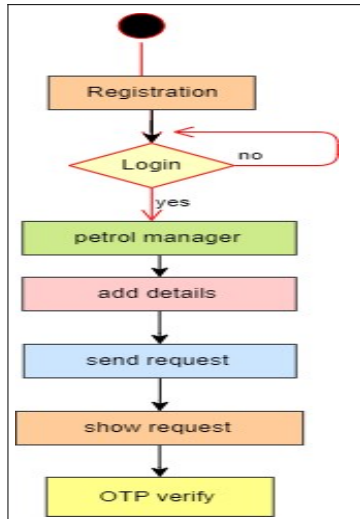 Registration
Login
no
yes
petrol manager
add details
send request
show request
OTP verify